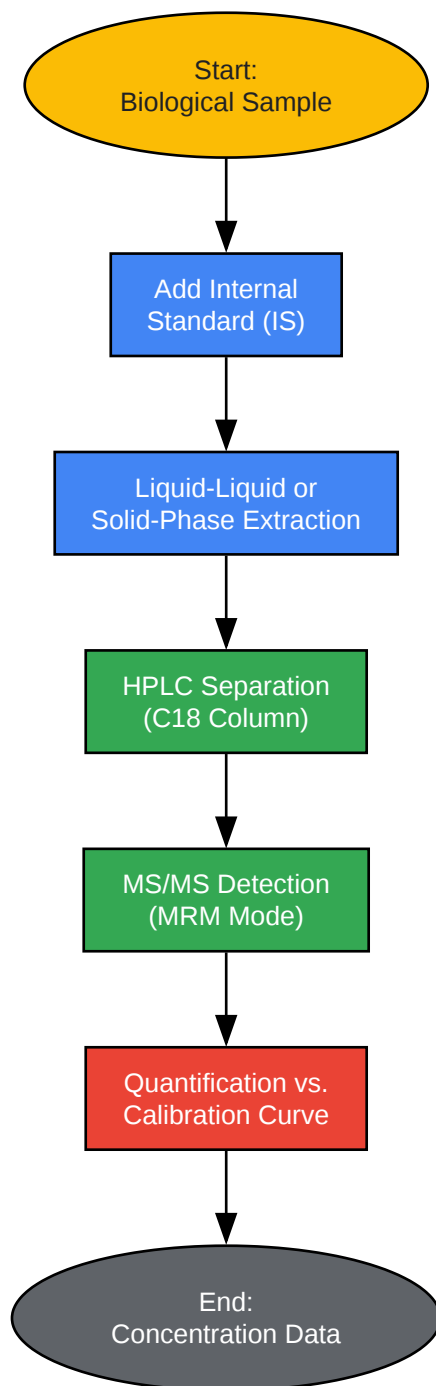 Start:
Biological Sample
Add Internal
Standard (IS)
Liquid-Liquid or
Solid-Phase Extraction
HPLC Separation
(C18 Column)
MS/MS Detection
(MRM Mode)
Quantification vs.
Calibration Curve
End:
Concentration Data